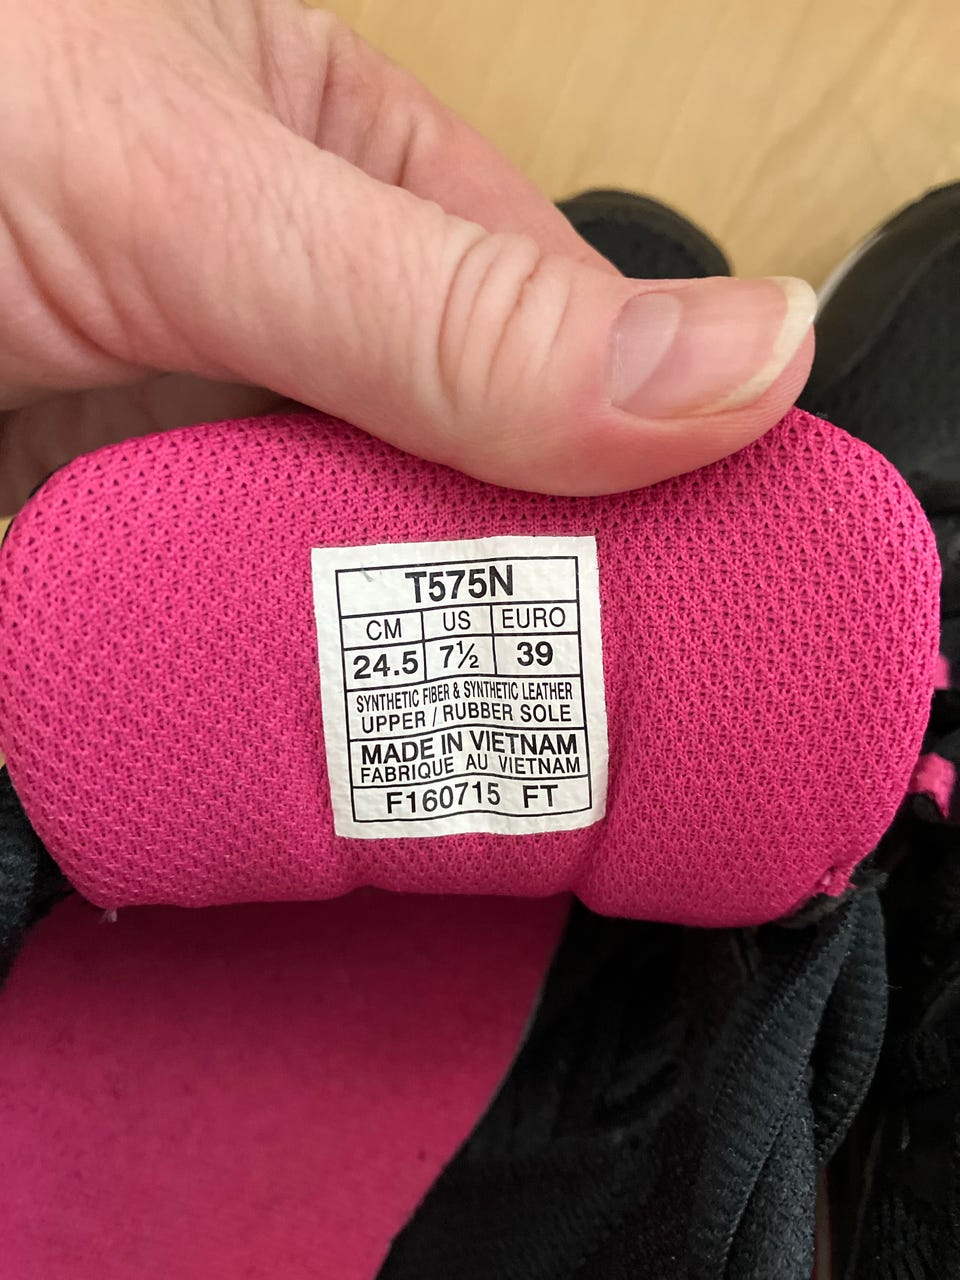 T575N
CM US EURO
24.5 7½ 39
SYNTHETIC FIBER & SYNTHETIC LEATHER
UPPER / RUBBER SOLE
MADE IN VIETNAM
FABRIQUE AU VIETNAM
F160715 FT